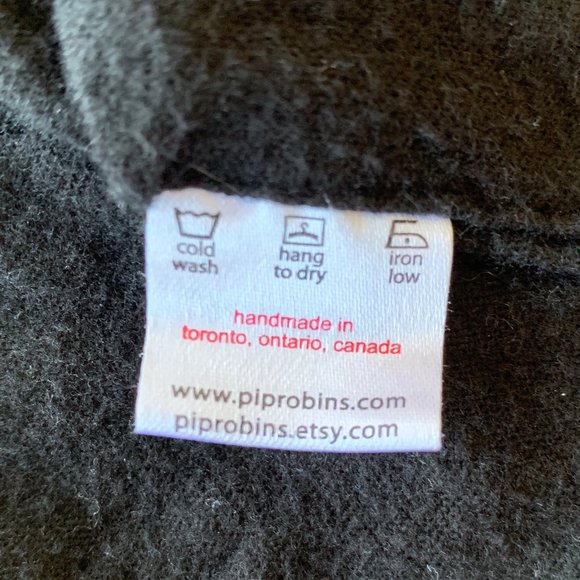 cold wash
hang to dry
iron low
handmade in
toronto, ontario, canada
www.piprobins.com
piprobins.etsy.com